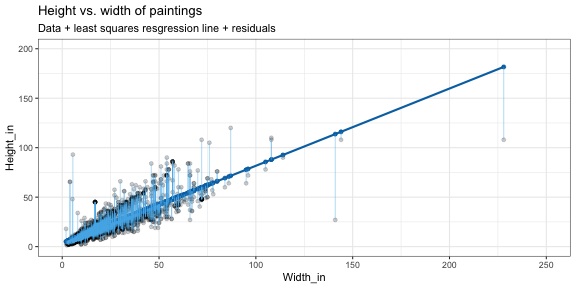 Height vs. width of paintings
Data + least squares resgression line + residuals
200
150
100
50
0
Height_in
0 50 100 150 200 250
Width_in